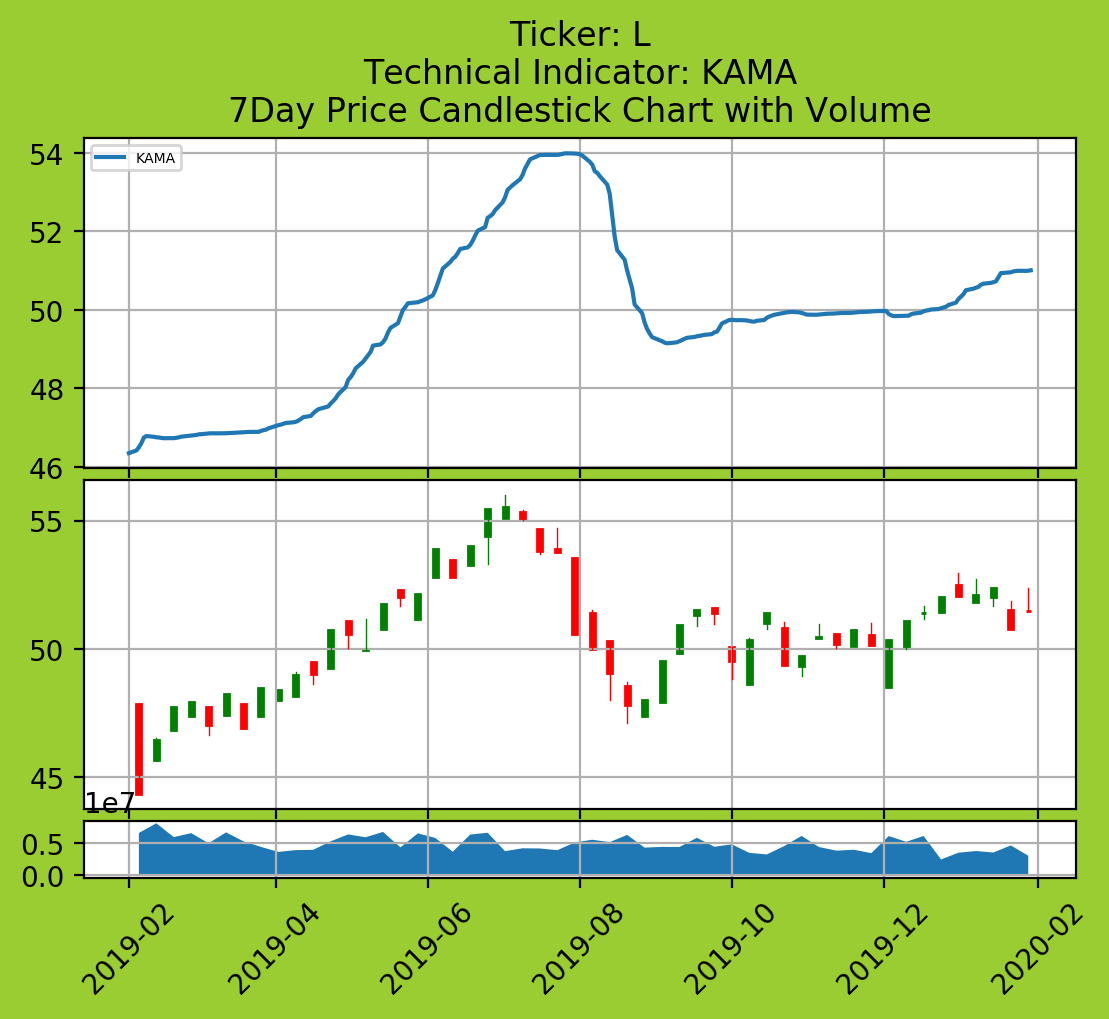 Ticker: L
Technical Indicator: KAMA
7Day Price Candlestick Chart with Volume
KAMA
54
52
50
48
46
55
50
45
1e7
0.5
0.0
2019-02 2019-04 2019-06 2019-08 2019-10 2019-12 2020-02